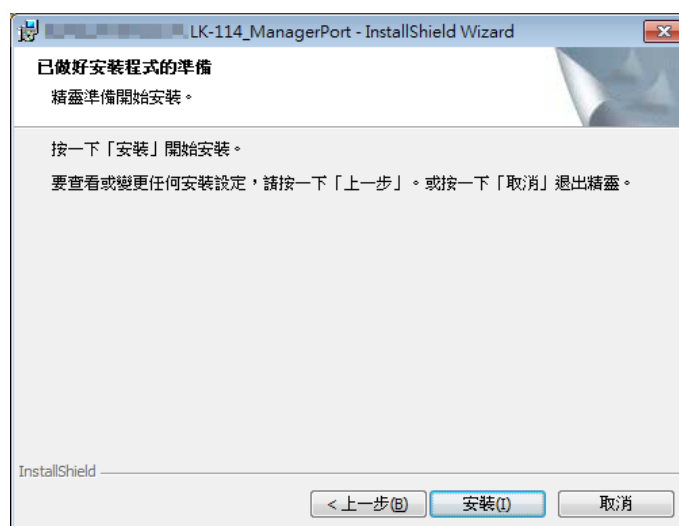 LK-114_ManagerPort - InstallShield Wizard
已做好安裝程式的準備
精靈準備開始安裝。
按一下「安裝」開始安裝。
要查看或變更任何安裝設定，請按一下「上一步」。或按一下「取消」退出精靈。
InstallShield
< 上一步(B)
安裝(I)
取消